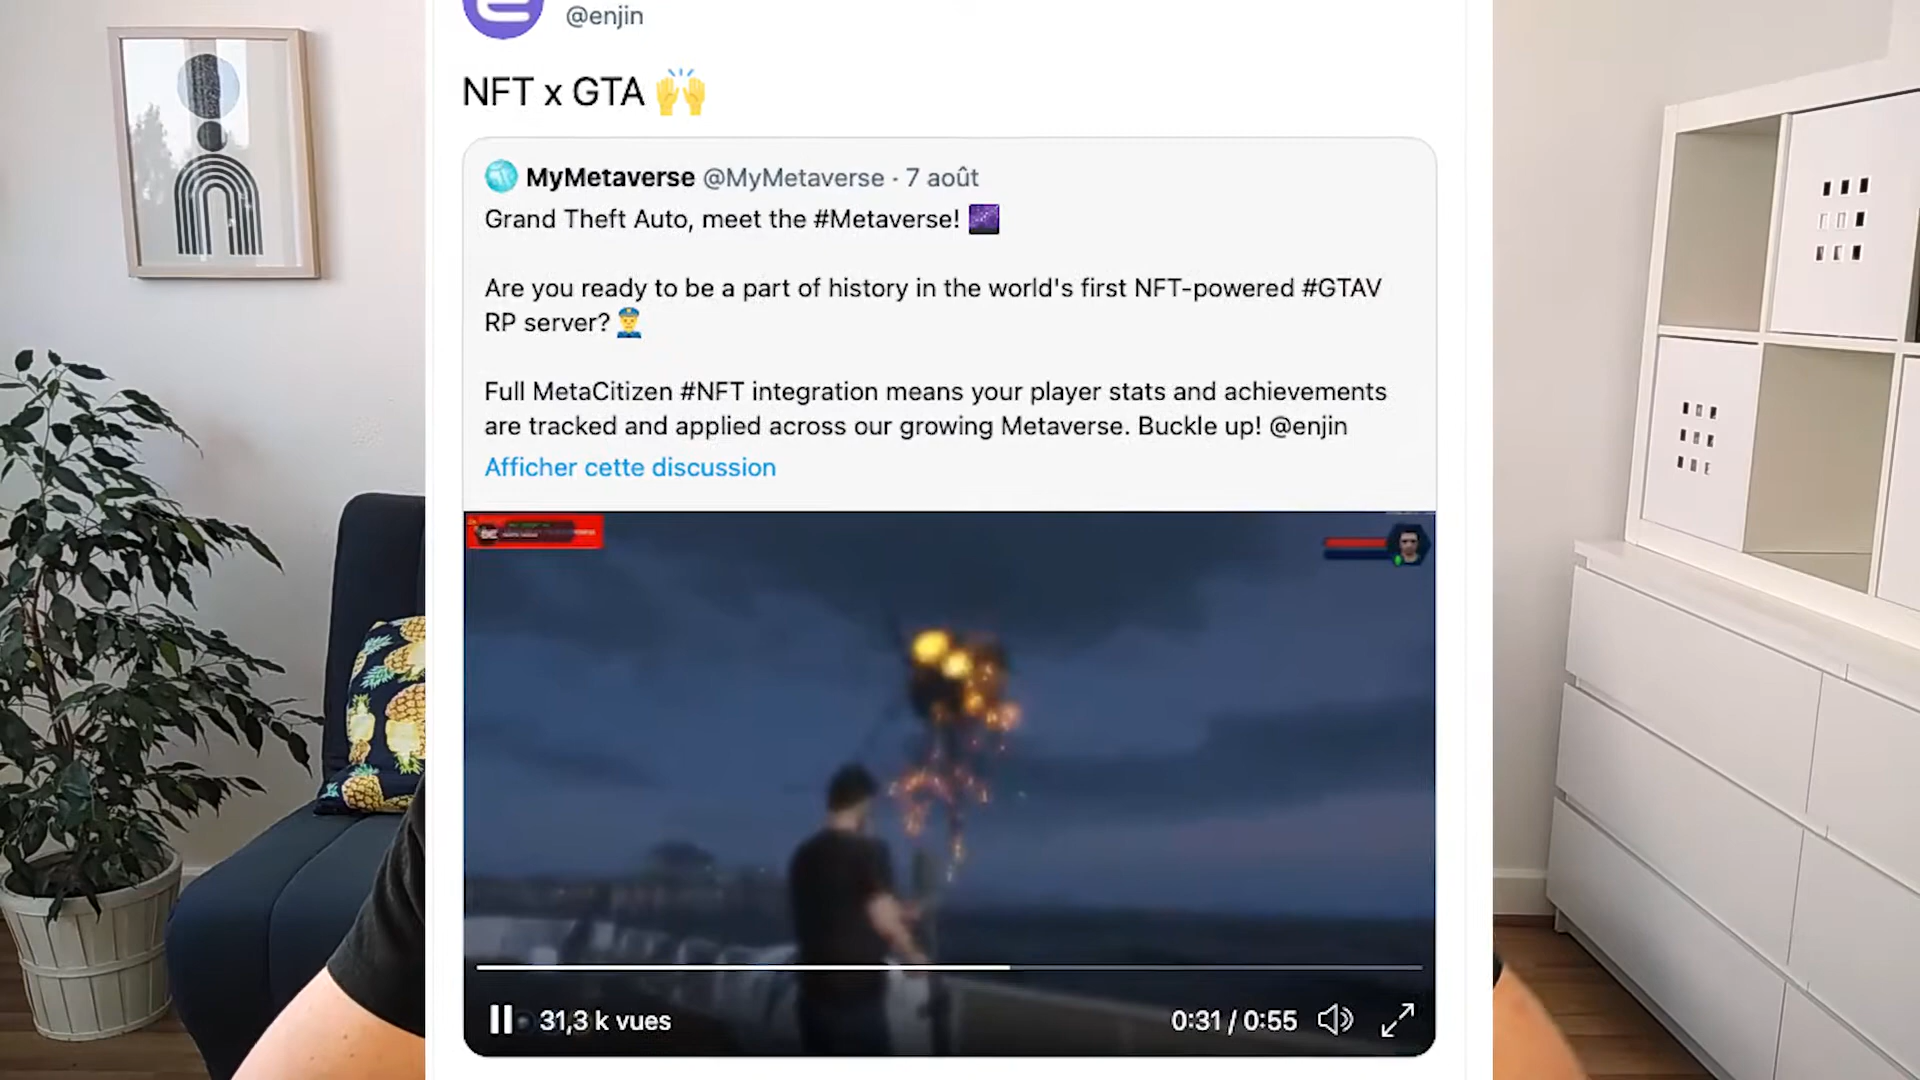 @enjin
NFT x GTA 🙌
MyMetaverse @MyMetaverse · 7 août
Grand Theft Auto, meet the #Metaverse! 🌌
Are you ready to be a part of history in the world's first NFT-powered #GTAV
RP server? 👮‍♂️
Full MetaCitizen #NFT integration means your player stats and achievements
are tracked and applied across our growing Metaverse. Buckle up! @enjin
Afficher cette discussion
31,3 k vues
0:31 / 0:55